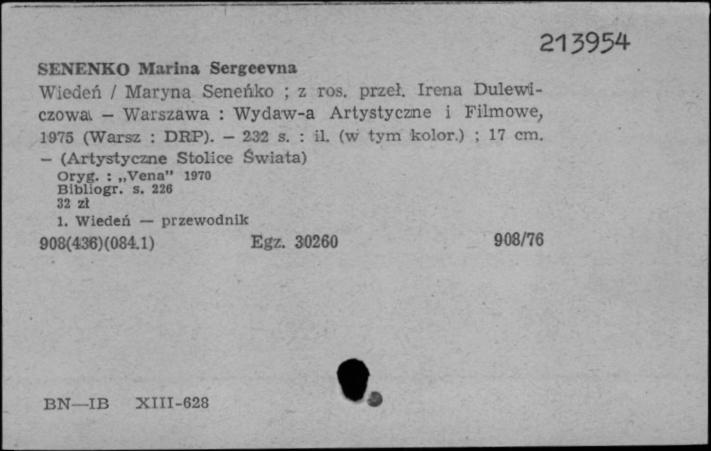 213954
SENENKO Marina Sergeevna
Wiedeń / Maryna Seneńko ; z ros. przeł. Irena Dulewi-
czowa. — Warszawa : Wydaw-a Artystyczne i Filmowe,
1975 (Warsz : DRP). — 232 s. : il. (w tym kolor.) ; 17 cm.
— (Artystyczne Stolice Świata)
Oryg. : „Vena" 1970
Bibliogr. s. 226
32 zł
1. Wiedeń — przewodnik
908(436)(084.1) Egz. 30260 908/76
BN—IB XIII-628